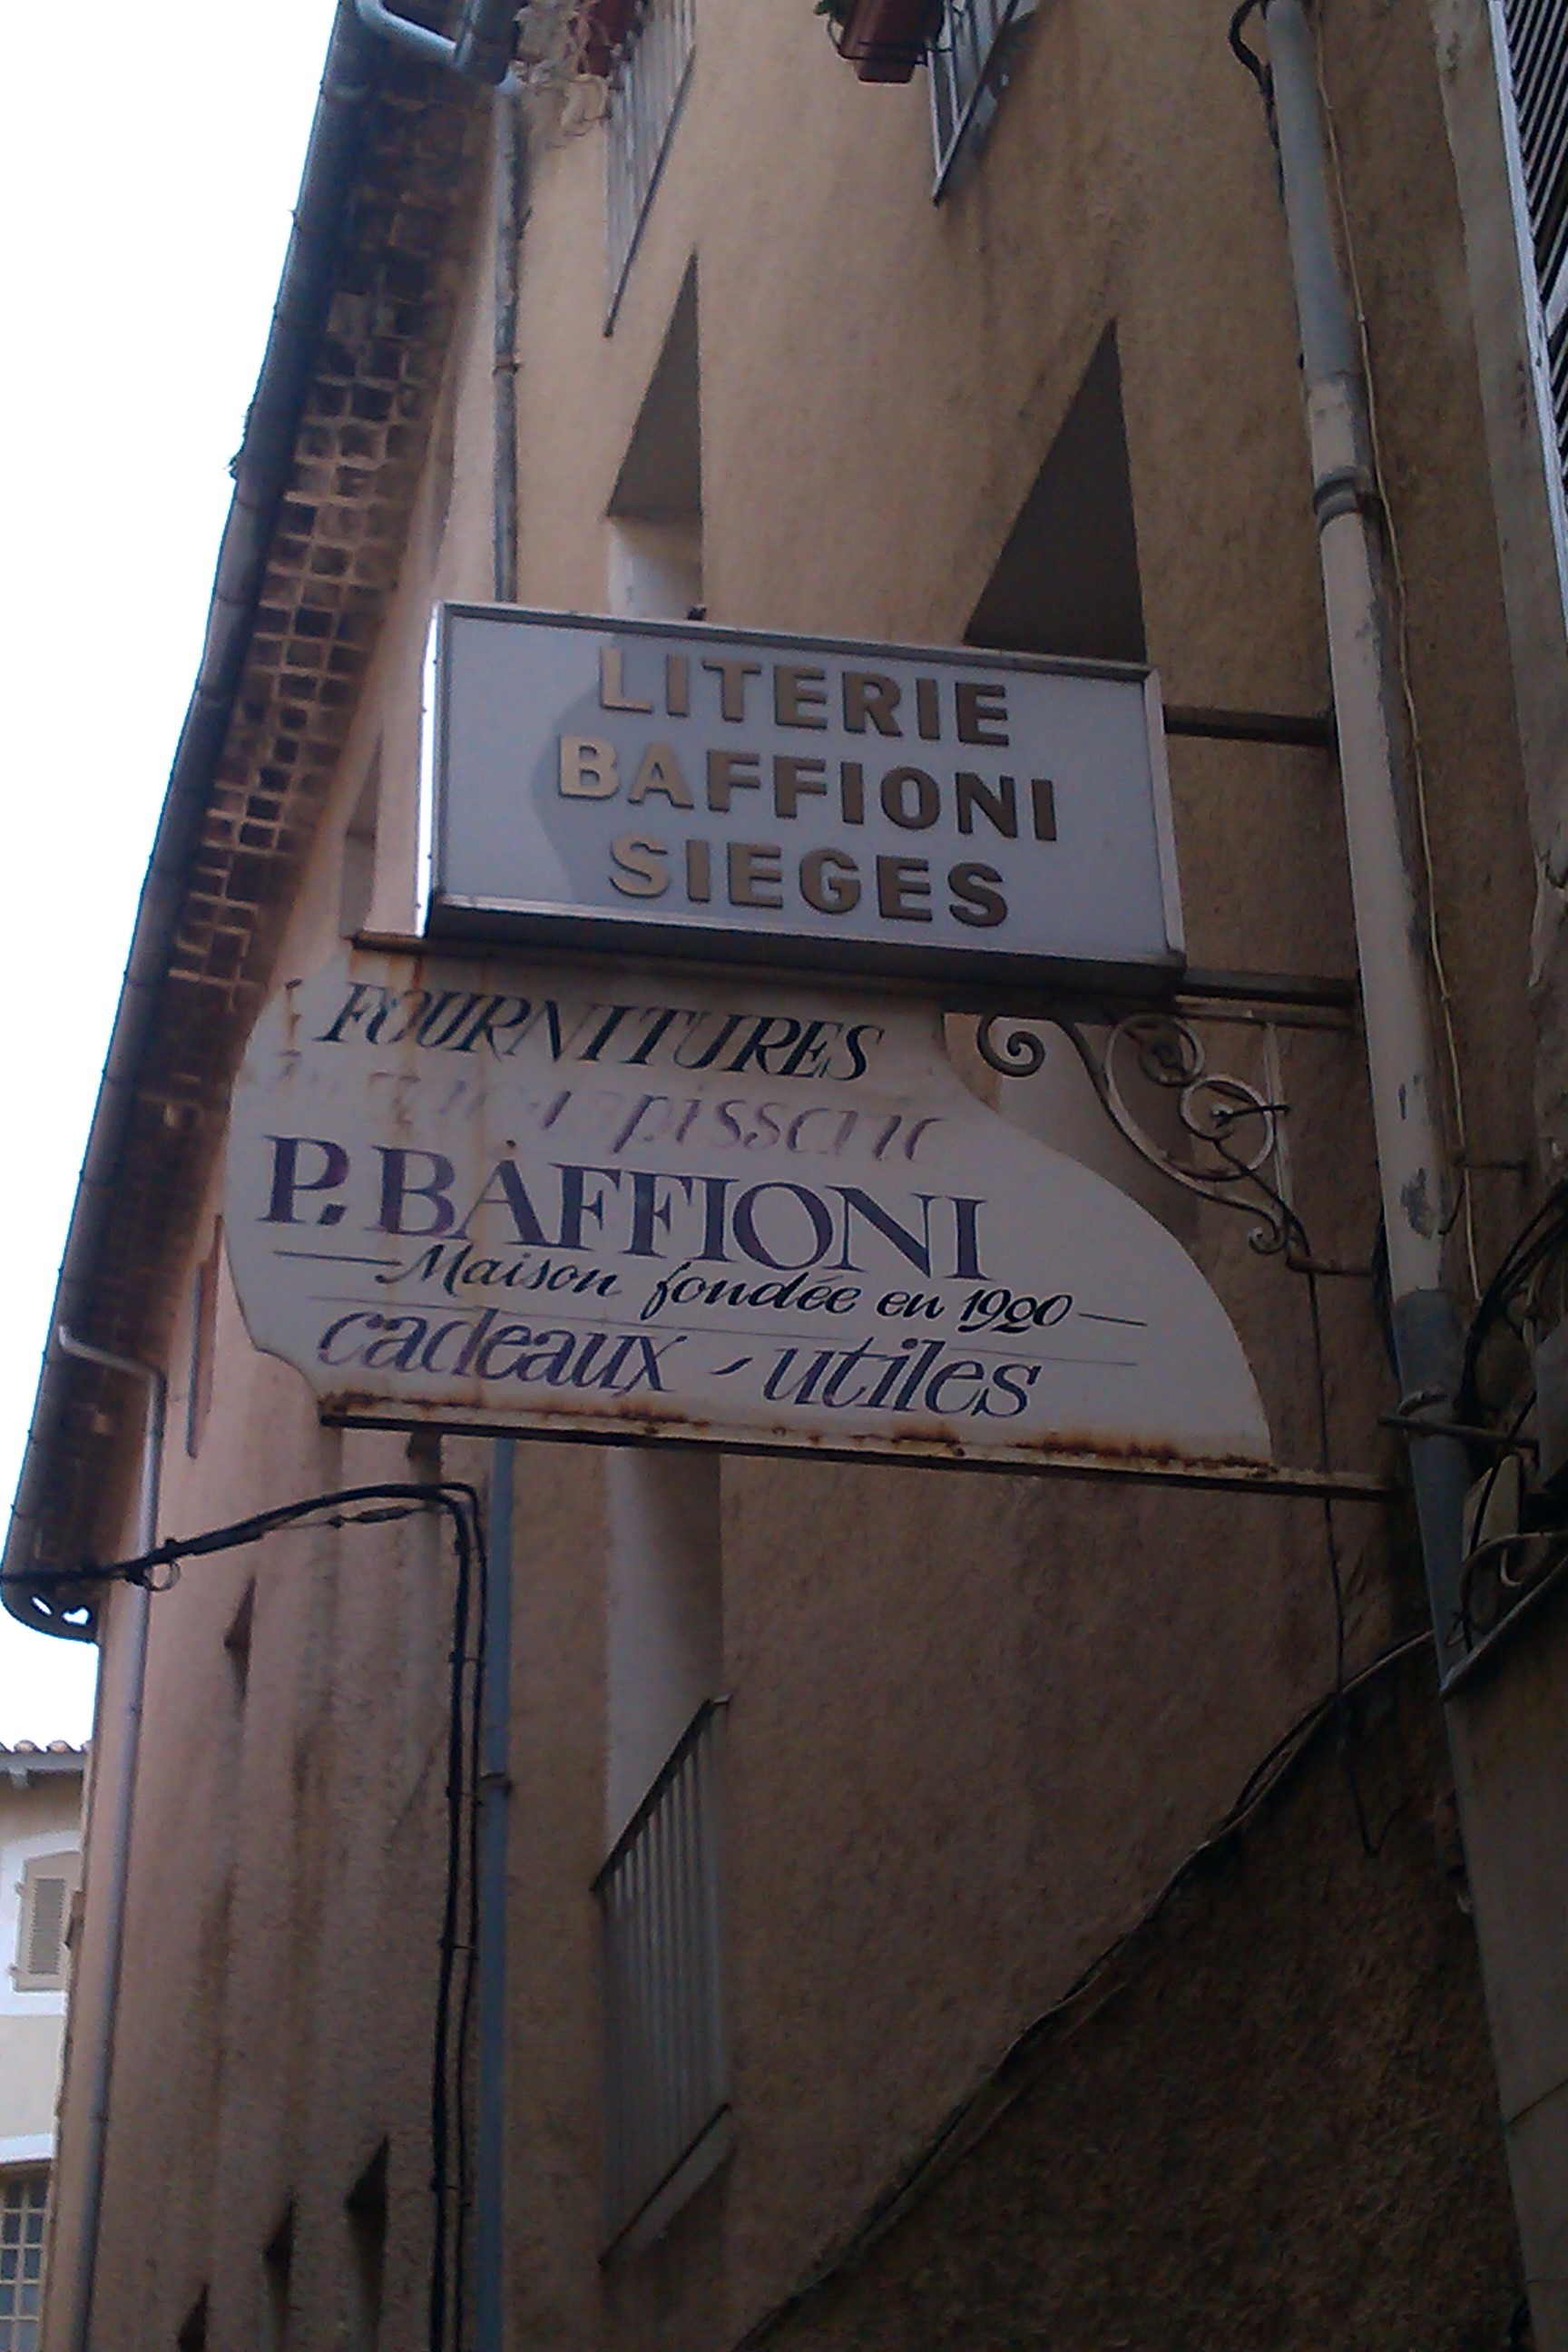 LITERIE
BAFFIONI
SIEGES
FOURNITURES
P. BAFFIONI
— Maison fondée en 1920 —
cadeaux - utiles